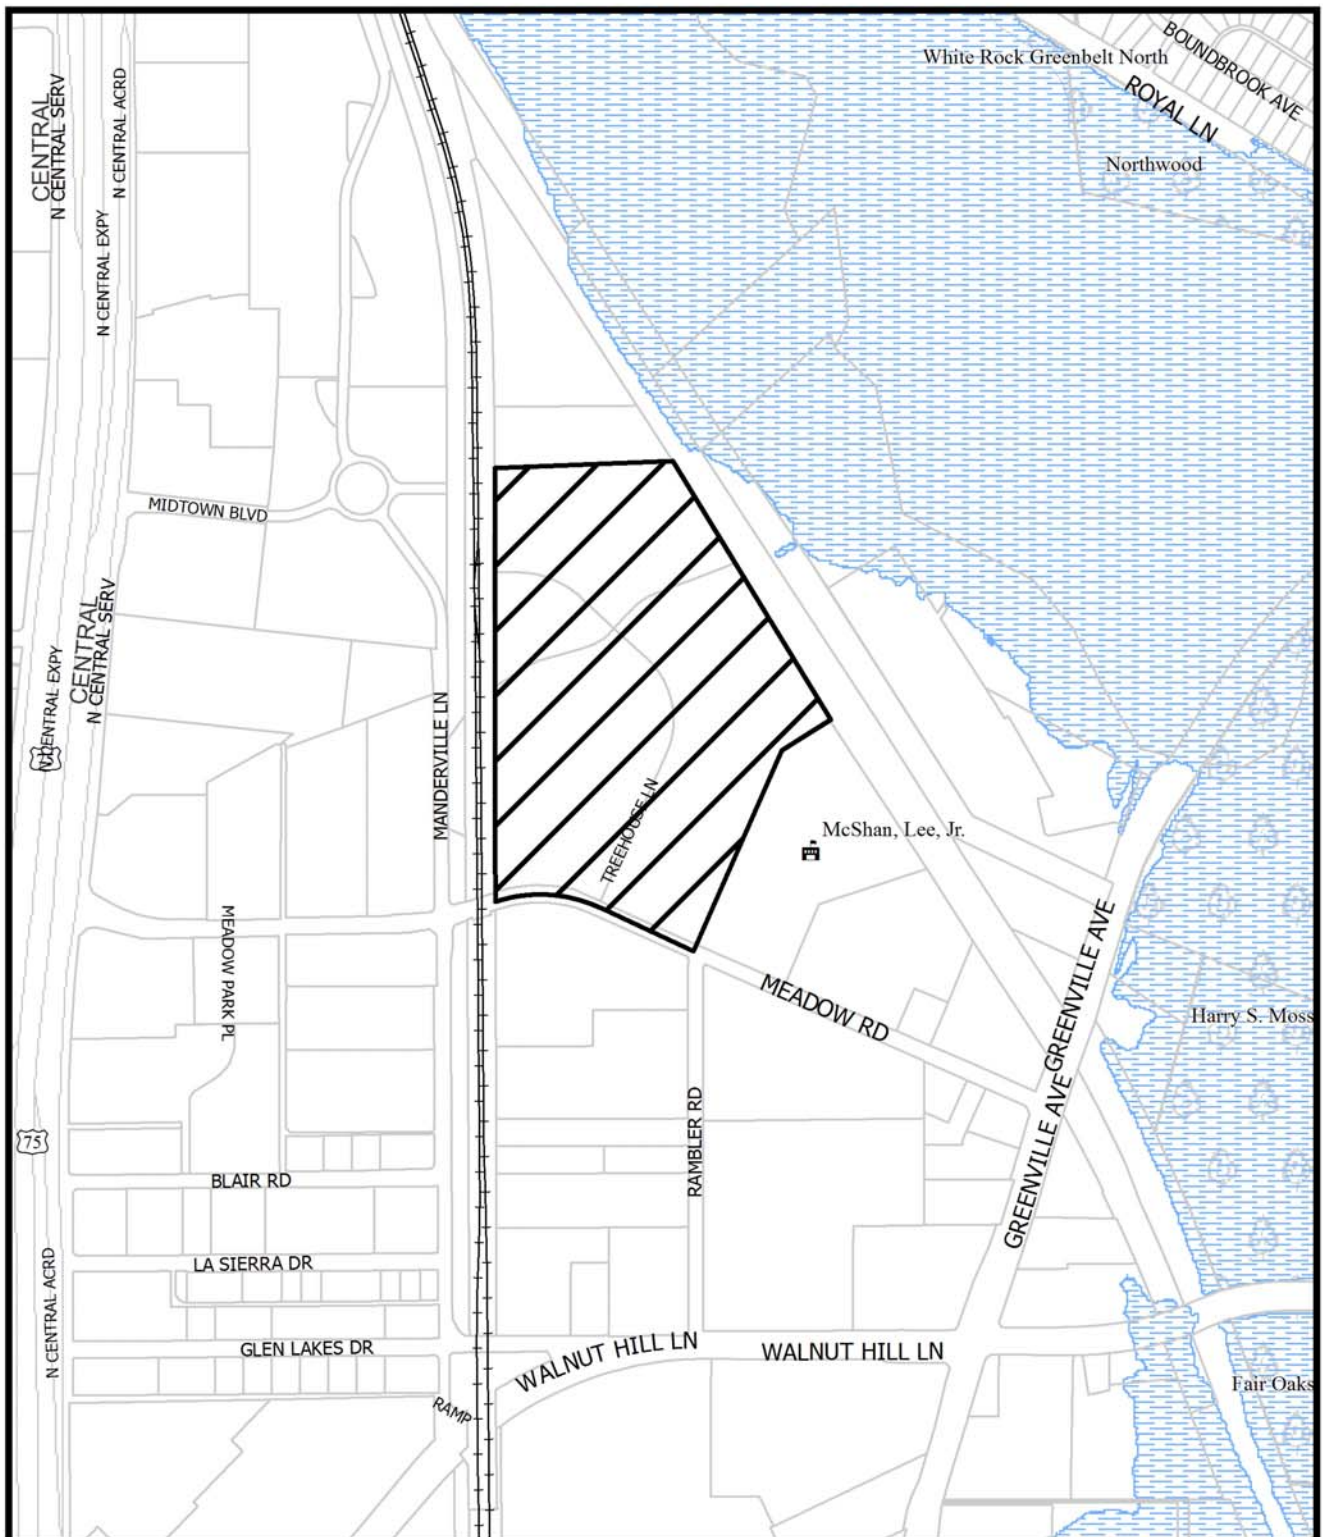 White Rock Greenbelt North
BOUNDBROOK AVE
ROYAL LN
Northwood
CENTRAL
N CENTRAL SERV
N CENTRAL ACRD
N CENTRAL EXPY
MIDTOWN BLVD
CENTRAL
N CENTRAL SERV
N CENTRAL EXPY
MANDERVILLE LN
TREEHOUSE LN
McShan, Lee, Jr.
MEADOW PARK PL
MEADOW RD
GREENVILLE AVE
Harry S. Moss
GREENVILLE AVE
RAMBLER RD
75
BLAIR RD
LA SIERRA DR
N CENTRAL ACRD
GLEN LAKES DR
WALNUT HILL LN
WALNUT HILL LN
Fair Oaks
RAMP